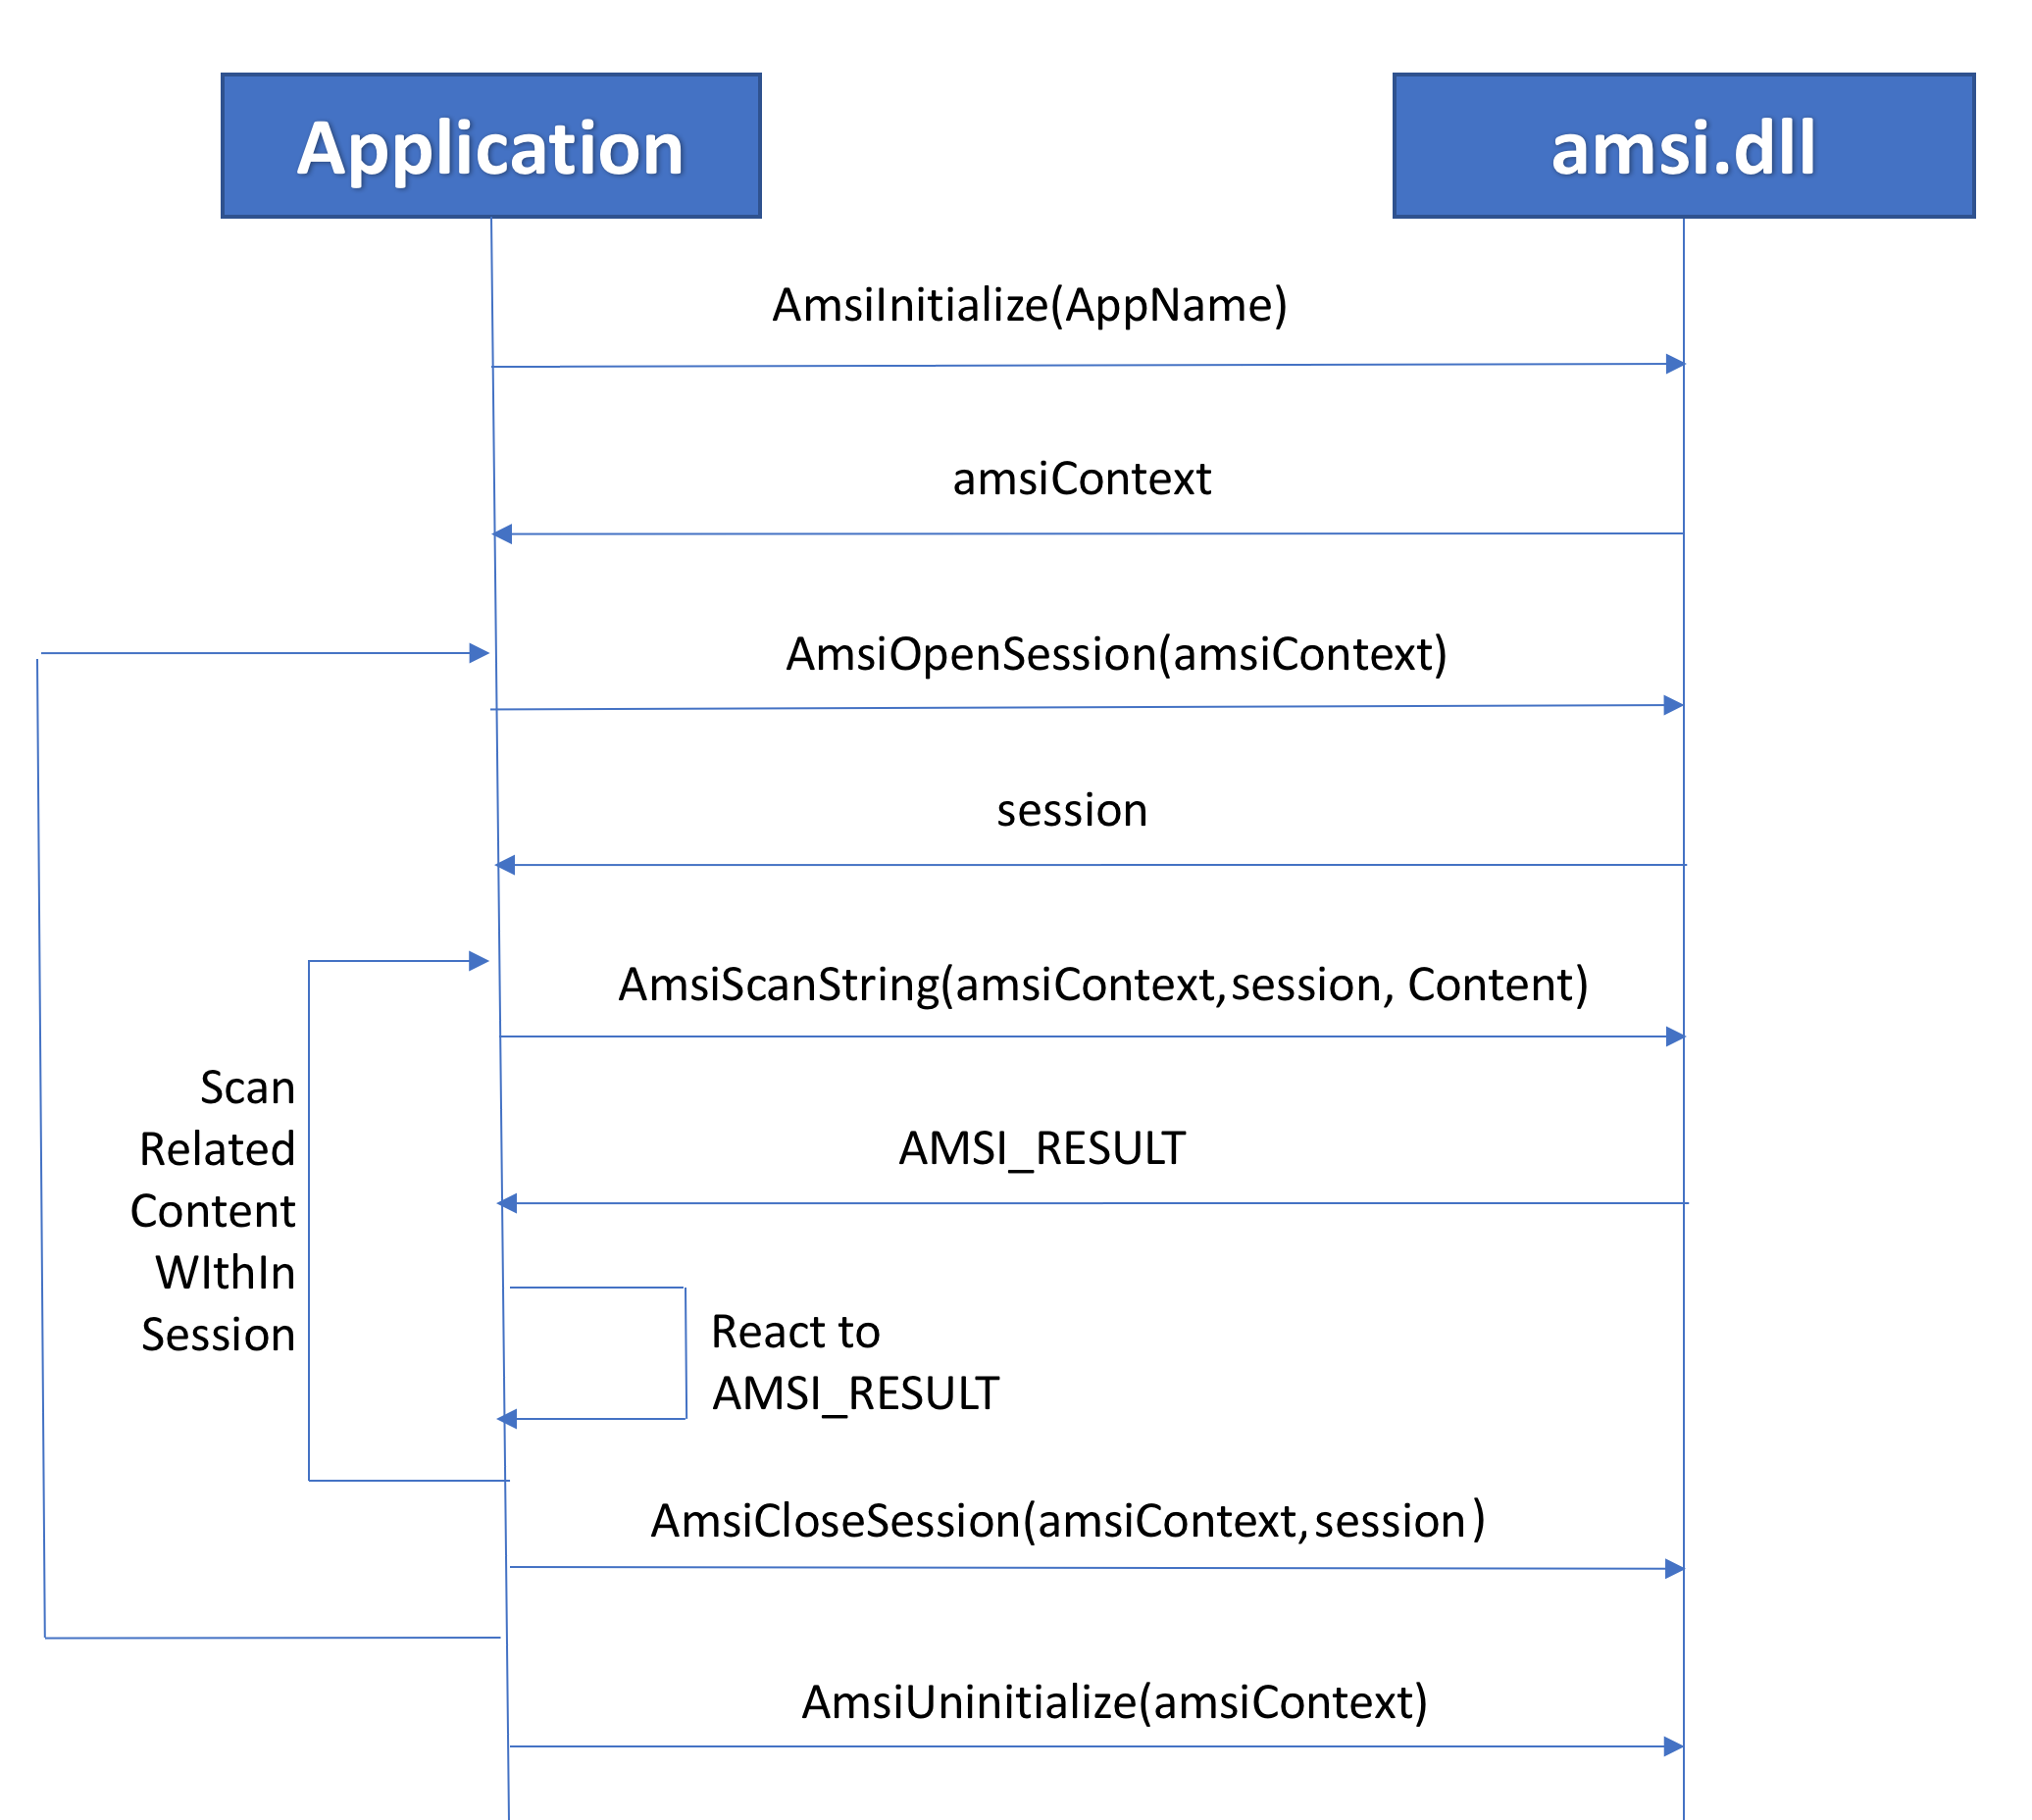 Application
amsi.dll
AmsiInitialize(AppName)
amsiContext
AmsiOpenSession(amsiContext)
session
AmsiScanString(amsiContext,session, Content)
Scan
Related
Content
WIthIn
Session
AMSI_RESULT
React to
AMSI_RESULT
AmsiCloseSession(amsiContext,session)
AmsiUninitialize(amsiContext)